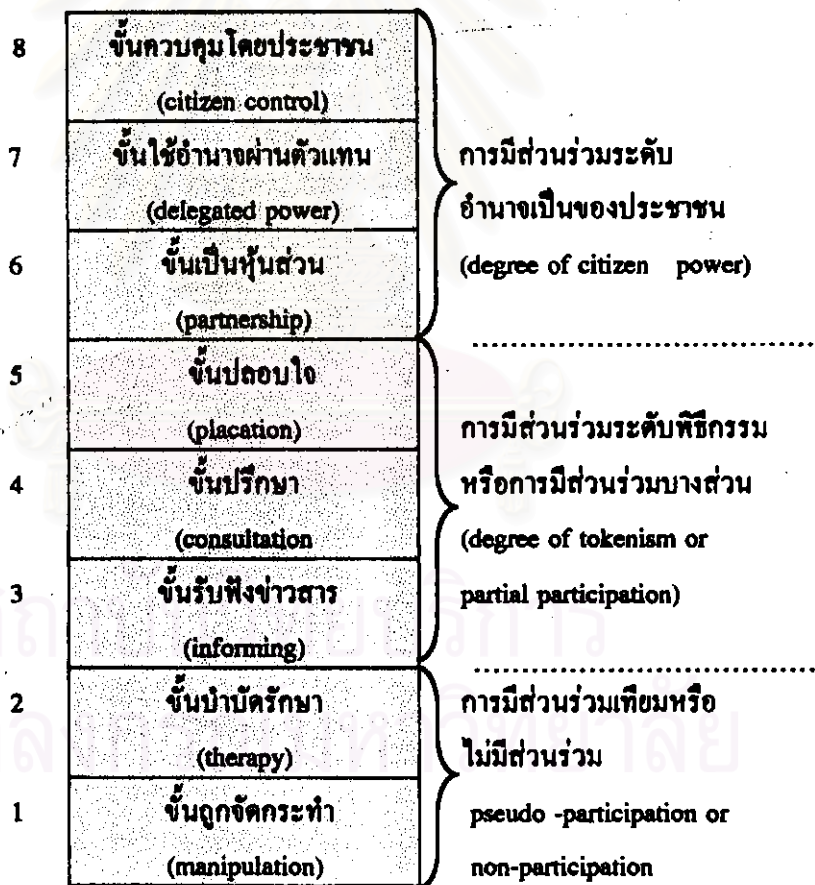 8 ขั้นควบคุมโดยประชาชน
(citizen control)
7 ขั้นใช้อำนาจผ่านตัวแทน
(delegated power)
6 ขั้นเป็นหุ้นส่วน
(partnership)
การมีส่วนร่วมระดับ
อำนาจเป็นของประชาชน
(degree of citizen power)
5 ขั้นปลอบใจ
(placation)
4 ขั้นปรึกษา
(consultation
3 ขั้นรับฟังข่าวสาร
(informing)
การมีส่วนร่วมระดับพิธีกรรม
หรือการมีส่วนร่วมบางส่วน
(degree of tokenism or
partial participation)
2 ขั้นบำบัดรักษา
(therapy)
1 ขั้นถูกจัดกระทำ
(manipulation)
การมีส่วนร่วมเทียมหรือ
ไม่มีส่วนร่วม
pseudo -participation or
non-participation